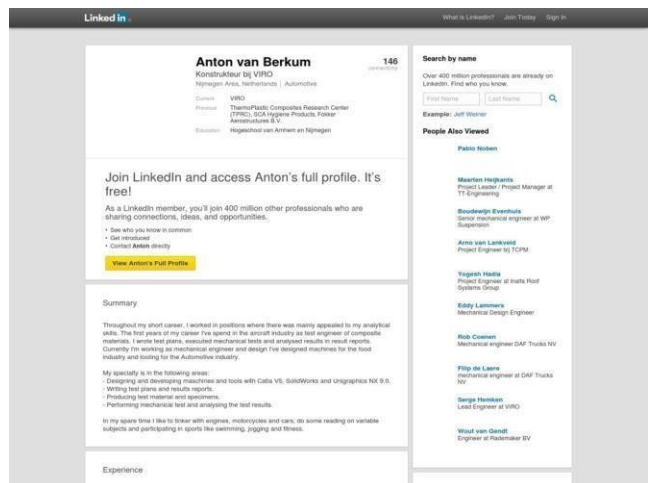 Linked in
What is LinkedIn? Join Today Sign In
Anton van Berkum
146
Konstrukteur bij VIRO
Nijmegen Area, Netherlands | Automotive
Current VIRO
Previous ThermoPlastic Composites Research Center
(TPRC), SCA Hygiene Products, Fokker
Aerostructures B.V.
Education Hogeschool van Arnhem en Nijmegen
Join LinkedIn and access Anton's full profile. It's
free!
As a LinkedIn member, you'll join 400 million other professionals who are
sharing connections, ideas, and opportunities.
• See who you know in common
• Get introduced
• Contact Anton directly
View Anton's Full Profile
Summary
Throughout my short career, I worked in positions where there was mainly appealed to my analytical
skills. The first years of my career I've spend in the aircraft industry as test engineer of composite
materials. I wrote test plans, executed mechanical tests and analysed results in result reports.
Currently I'm working as mechanical engineer and design I've designed machines for the food
industry and tooling for the Automotive industry.
My specialty is in the following areas:
- Designing and developing maschines and tools with Catia V5, SolidWorks and Unigraphics NX 9.0.
- Writing test plans and results reports.
- Producing test material and specimens.
- Performing mechanical test and analysing the test results.
In my spare time I like to tinker with engines, motorcycles and cars, do some reading on variable
subjects and participating in sports like swimming, jogging and fitness.
Experience
Search by name
Over 400 million professionals are already on
LinkedIn. Find who you know.
First Name Last Name
Example: Jeff Weiner
People Also Viewed
Pablo Noben
Maarten Heijkants
Project Leader / Project Manager at
TT-Engineering
Boudewijn Evenhuis
Senior mechanical engineer at WP
Suspension
Arno van Lankveld
Project Engineer bij TCPM
Yogesh Hadia
Project Engineer at Inalfa Roof
Systems Group
Eddy Lammers
Mechanical Design Engineer
Rob Coenen
Mechanical engineer DAF Trucks NV
Filip de Laere
mechanical engineer at DAF Trucks
NV
Serge Hemken
Lead Engineer at VIRO
Wout van Gendt
Engineer at Rademaker BV